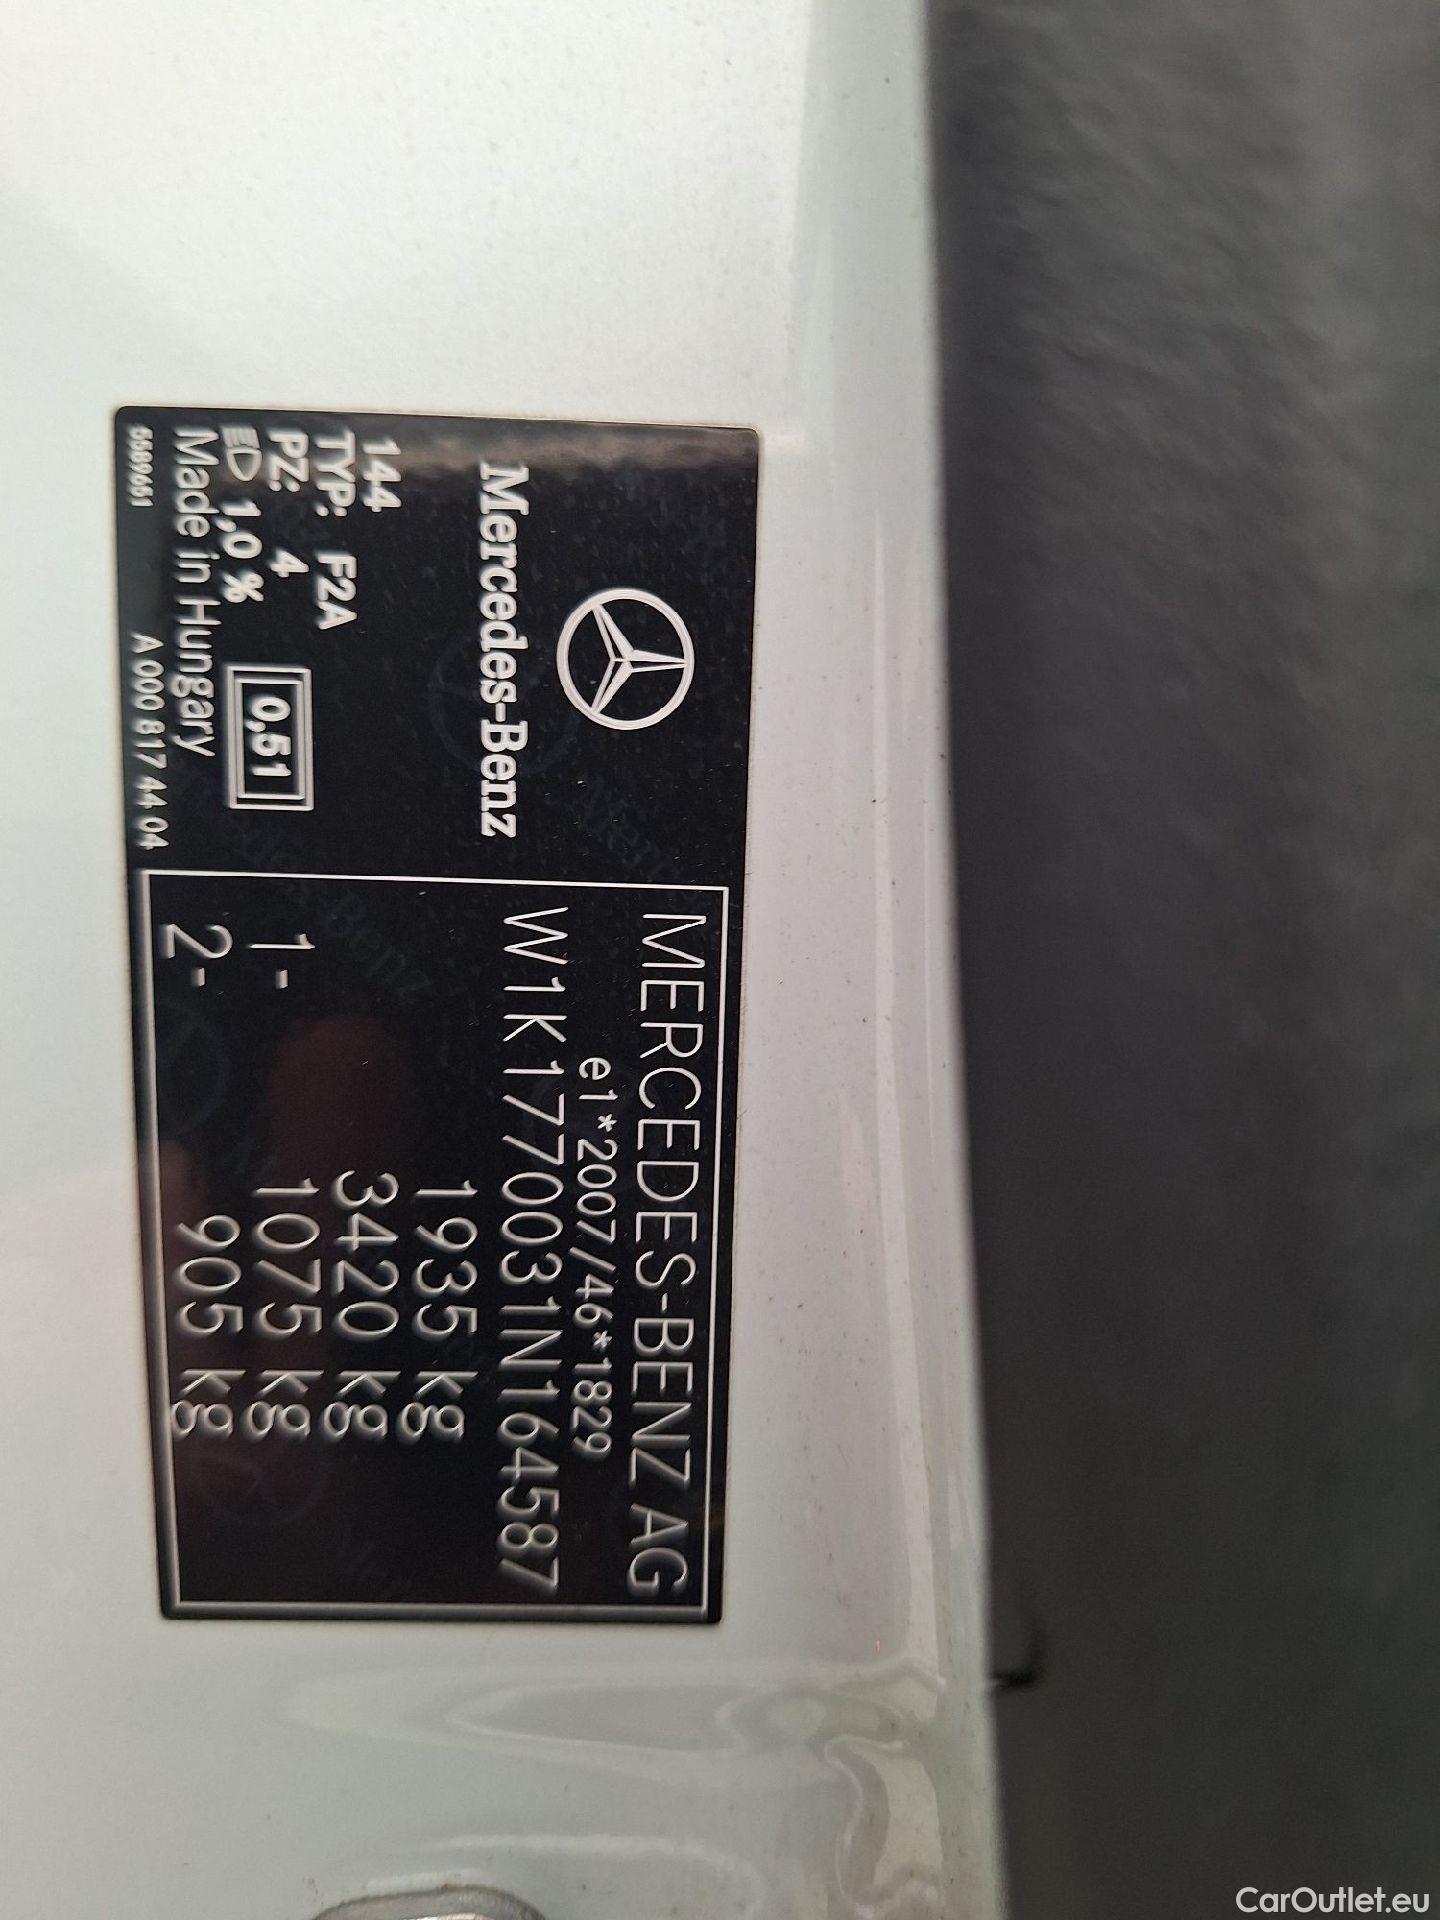 Mercedes-Benz
144
TYP: F2A
PZ: 4
1,0 %
0,51
Made in Hungary
5589651
A 000 817 44 04
MERCEDES-BENZ AG
e1*2007/46*1829
W1K1770031N164587
1935 kg
3420 kg
1- 1075 kg
2- 905 kg
CarOutlet.eu